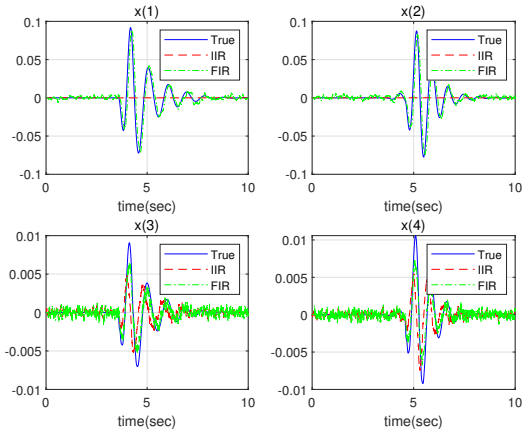 x(1)
0.1
0.05
0
-0.05
-0.1
True
IIR
FIR
0
5
10
time(sec)
x(2)
0.1
0.05
0
-0.05
-0.1
True
IIR
FIR
0
5
10
time(sec)
x(3)
0.01
0.005
0
-0.005
-0.01
True
IIR
FIR
0
5
10
time(sec)
x(4)
0.01
0.005
0
-0.005
-0.01
True
IIR
FIR
0
5
10
time(sec)